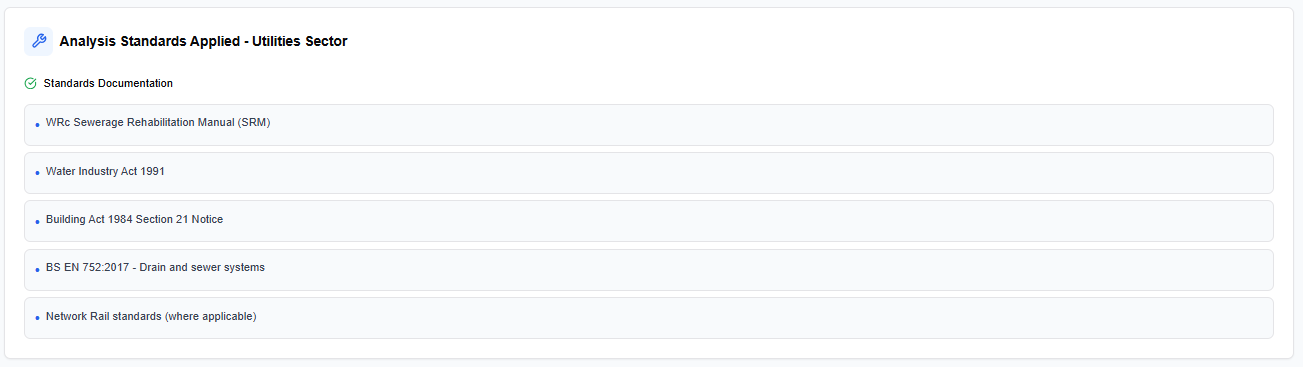 Analysis Standards Applied - Utilities Sector
Standards Documentation
• WRc Sewerage Rehabilitation Manual (SRM)
• Water Industry Act 1991
• Building Act 1984 Section 21 Notice
• BS EN 752:2017 - Drain and sewer systems
• Network Rail standards (where applicable)